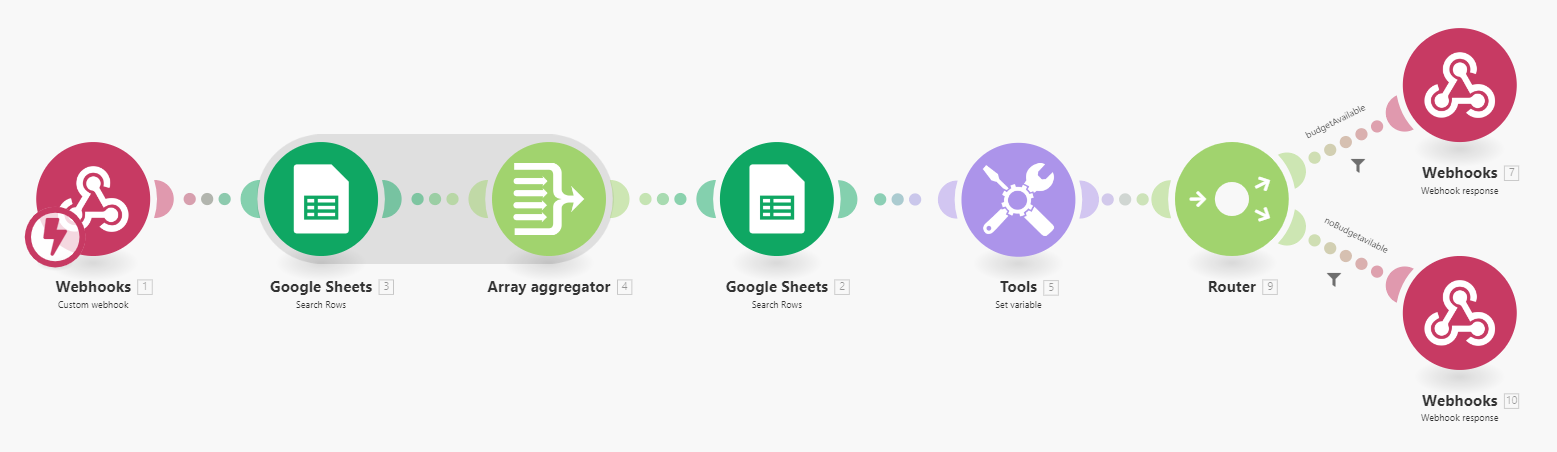 Webhooks 1
Custom webhook
Google Sheets 3
Search Rows
Array aggregator 4
Google Sheets 2
Search Rows
Tools 5
Set variable
Router 9
budgetAvailable
Webhooks 7
Webhook response
noBudgetavilable
Webhooks 10
Webhook response